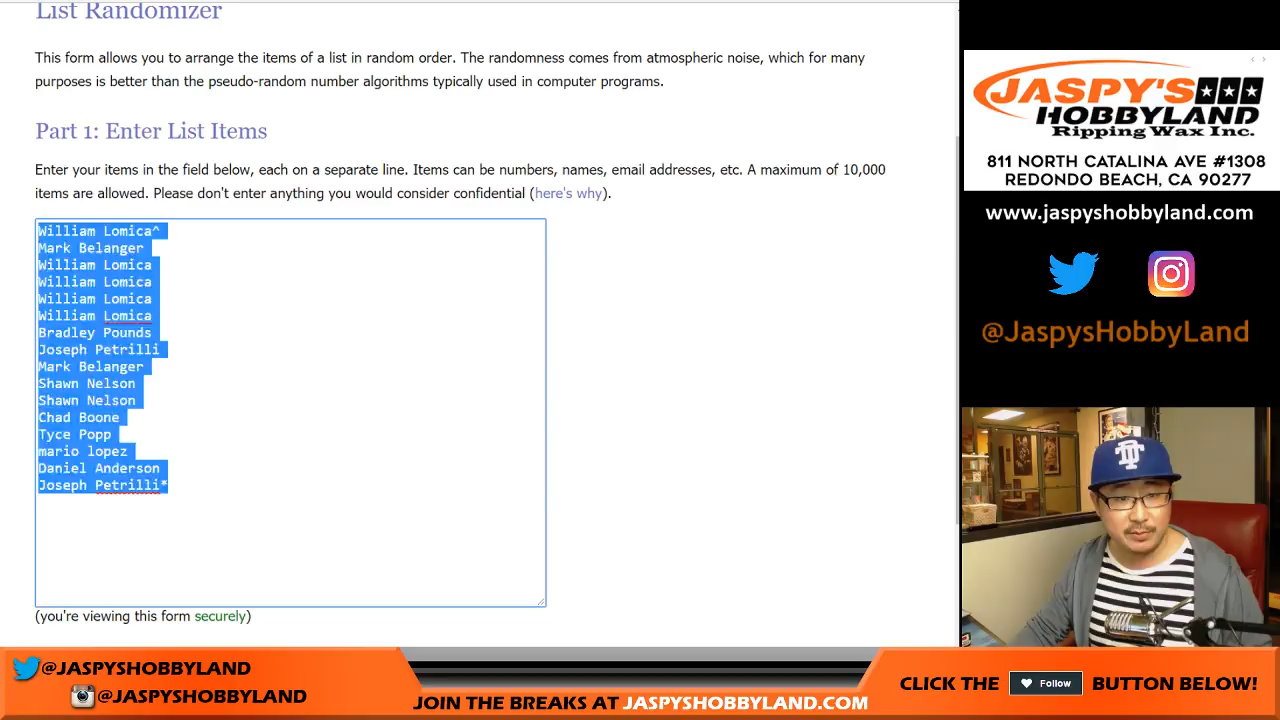 List Randomizer
This form allows you to arrange the items of a list in random order. The randomness comes from atmospheric noise, which for many
purposes is better than the pseudo-random number algorithms typically used in computer programs.
Part 1: Enter List Items
Enter your items in the field below, each on a separate line. Items can be numbers, names, email addresses, etc. A maximum of 10,000
items are allowed. Please don't enter anything you would consider confidential (here's why).
William Lomica^
Mark Belanger
William Lomica
William Lomica
William Lomica
William Lomica
Bradley Pounds
Joseph Petrilli
Mark Belanger
Shawn Nelson
Shawn Nelson
Chad Boone
Tyce Popp
mario lopez
Daniel Anderson
Joseph Petrilli*
(you're viewing this form securely)
JASPY'S
HOBBYLAND
Ripping Wax Inc.
811 NORTH CATALINA AVE #1308
REDONDO BEACH, CA 90277
www.jaspyshobbyland.com
@JaspysHobbyLand
@JASPYSHOBBYLAND
@JASPYSHOBBYLAND
JOIN THE BREAKS AT JASPYSHOBBYLAND.COM
CLICK THE Follow BUTTON BELOW!